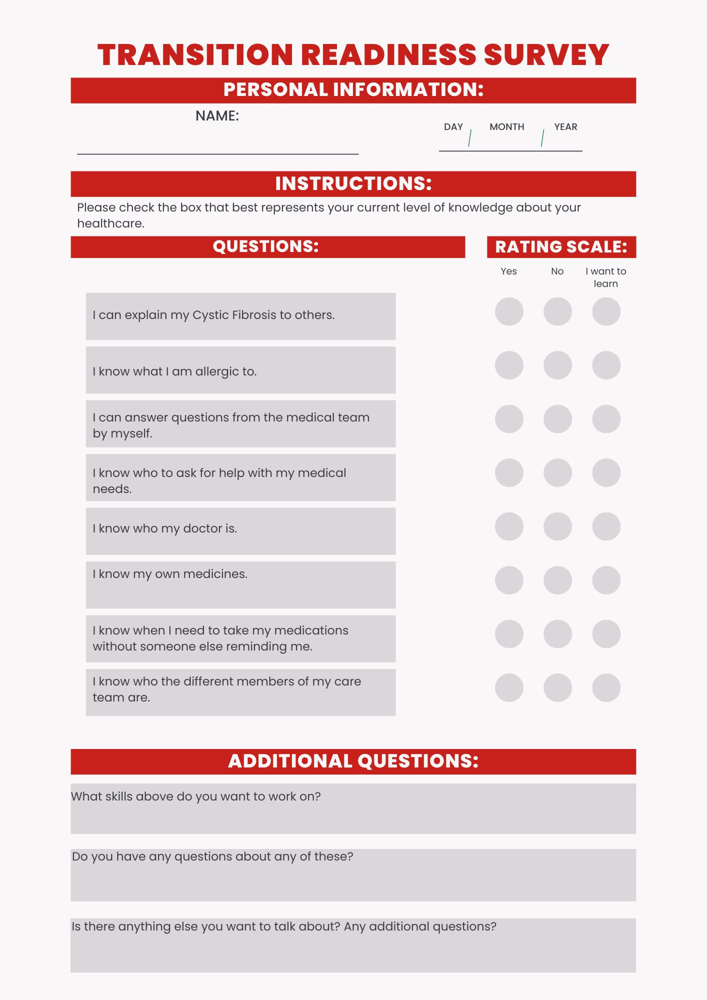 TRANSITION READINESS SURVEY
PERSONAL INFORMATION:
NAME:
DAY / MONTH / YEAR
INSTRUCTIONS:
Please check the box that best represents your current level of knowledge about your
healthcare.
QUESTIONS:
RATING SCALE:
Yes No I want to
learn
I can explain my Cystic Fibrosis to others.
I know what I am allergic to.
I can answer questions from the medical team
by myself.
I know who to ask for help with my medical
needs.
I know who my doctor is.
I know my own medicines.
I know when I need to take my medications
without someone else reminding me.
I know who the different members of my care
team are.
ADDITIONAL QUESTIONS:
What skills above do you want to work on?
Do you have any questions about any of these?
Is there anything else you want to talk about? Any additional questions?